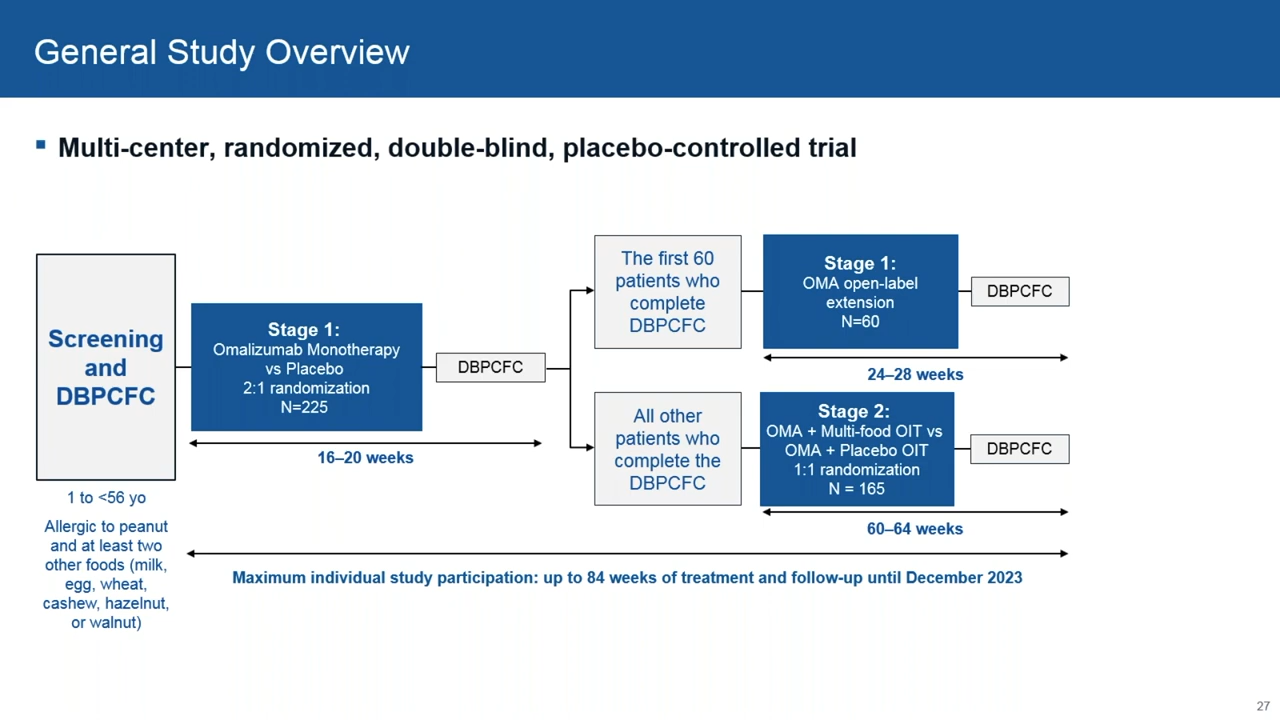 General Study Overview
▪ Multi-center, randomized, double-blind, placebo-controlled trial
Screening
and
DBPCFC
1 to <56 yo
Allergic to peanut
and at least two
other foods (milk,
egg, wheat,
cashew, hazelnut,
or walnut)
Stage 1:
Omalizumab Monotherapy
vs Placebo
2:1 randomization
N=225
16–20 weeks
DBPCFC
The first 60
patients who
complete
DBPCFC
Stage 1:
OMA open-label
extension
N=60
DBPCFC
24–28 weeks
All other
patients who
complete the
DBPCFC
Stage 2:
OMA + Multi-food OIT vs
OMA + Placebo OIT
1:1 randomization
N = 165
DBPCFC
60–64 weeks
Maximum individual study participation: up to 84 weeks of treatment and follow-up until December 2023
27